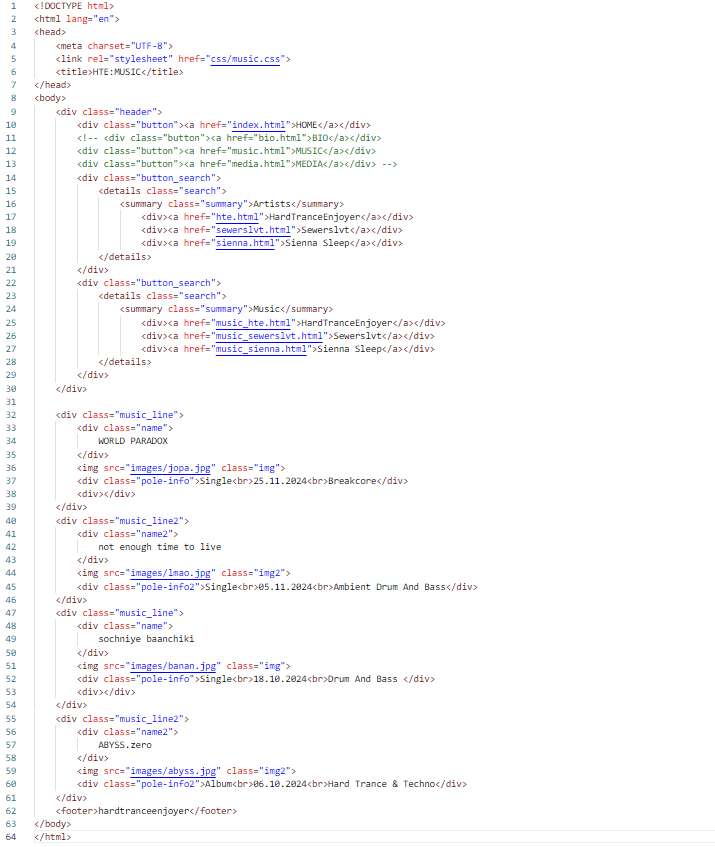 1 <!DOCTYPE html>
2 <html lang="en">
3 <head>
4     <meta charset="UTF-8">
5     <link rel="stylesheet" href="css/music.css">
6     <title>HTE:MUSIC</title>
7 </head>
8 <body>
9     <div class="header">
10         <div class="button"><a href="index.html">HOME</a></div>
11         <!-- <div class="button"><a href="bio.html">BIO</a></div>
12         <div class="button"><a href="music.html">MUSIC</a></div>
13         <div class="button"><a href="media.html">MEDIA</a></div> -->
14         <div class="button_search">
15             <details class="search">
16                 <summary class="summary">Artists</summary>
17                     <div><a href="hte.html">HardTranceEnjoyer</a></div>
18                     <div><a href="sewerslvt.html">Sewerslvt</a></div>
19                     <div><a href="sienna.html">Sienna Sleep</a></div>
20             </details>
21         </div>
22         <div class="button_search">
23             <details class="search">
24                 <summary class="summary">Music</summary>
25                     <div><a href="music_hte.html">HardTranceEnjoyer</a></div>
26                     <div><a href="music_sewerslvt.html">Sewerslvt</a></div>
27                     <div><a href="music_sienna.html">Sienna Sleep</a></div>
28             </details>
29         </div>
30     </div>
31
32     <div class="music_line">
33         <div class="name">
34             WORLD PARADOX
35         </div>
36         <img src="images/jopa.jpg" class="img">
37         <div class="pole-info">Single<br>25.11.2024<br>Breakcore</div>
38         <div></div>
39     </div>
40     <div class="music_line2">
41         <div class="name2">
42             not enough time to live
43         </div>
44         <img src="images/lmao.jpg" class="img2">
45         <div class="pole-info2">Single<br>05.11.2024<br>Ambient Drum And Bass</div>
46     </div>
47     <div class="music_line">
48         <div class="name">
49             sochniye baanchiki
50         </div>
51         <img src="images/banan.jpg" class="img">
52         <div class="pole-info">Single<br>18.10.2024<br>Drum And Bass </div>
53         <div></div>
54     </div>
55     <div class="music_line2">
56         <div class="name2">
57             ABYSS.zero
58         </div>
59         <img src="images/abyss.jpg" class="img2">
60         <div class="pole-info2">Album<br>06.10.2024<br>Hard Trance & Techno</div>
61     </div>
62     <footer>hardtranceenjoyer</footer>
63 </body>
64 </html>